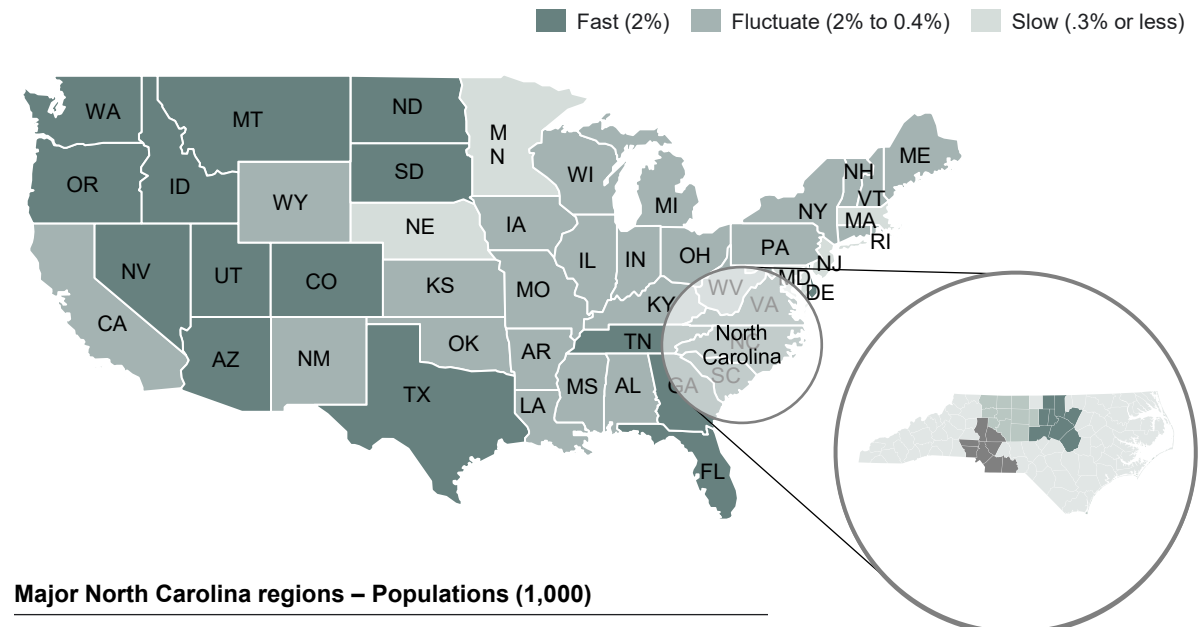 Fast (2%) Fluctuate (2% to 0.4%) Slow (.3% or less)
WA
MT
ND
M
N
OR
ID
SD
WY
WI
MI
ME
NH
VT
NY
MA
RI
NE
IA
PA
NJ
NV
UT
CO
KS
MO
IL
IN
OH
MD
DE
WV
VA
KY
CA
AZ
NM
OK
AR
TN
North
NC
Carolina
SC
TX
LA
MS
AL
GA
FL
Major North Carolina regions – Populations (1,000)